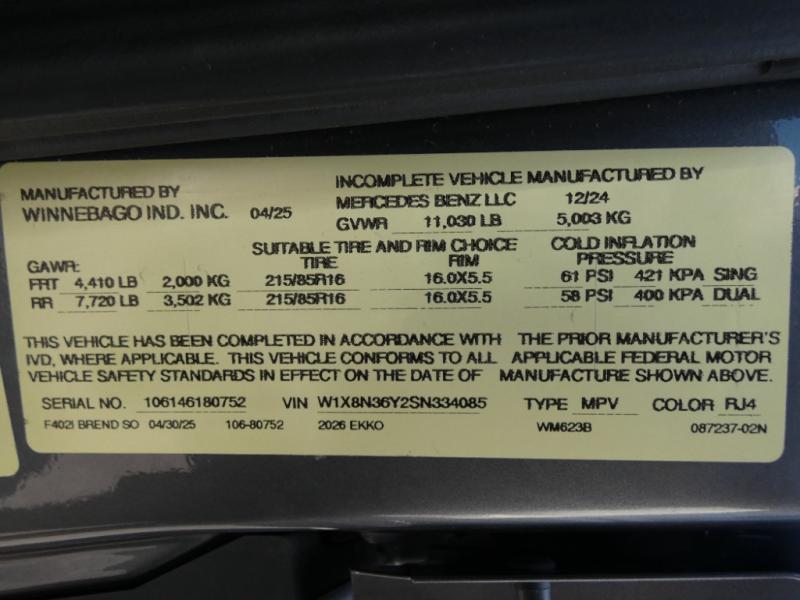 MANUFACTURED BY
WINNEBAGO IND. INC. 04/25
INCOMPLETE VEHICLE MANUFACTURED BY
MERCEDES BENZ LLC 12/24
GVWR 11,030 LB 5,003 KG
SUITABLE TIRE AND RIM CHOICE COLD INFLATION
GAWR: TIRE RIM PRESSURE
FRT 4,410 LB 2,000 KG 215/85R16 16.0X5.5 61 PSI 421 KPA SING
RR 7,720 LB 3,502 KG 215/85R16 16.0X5.5 58 PSI 400 KPA DUAL
THIS VEHICLE HAS BEEN COMPLETED IN ACCORDANCE WITH THE PRIOR MANUFACTURER'S
IVD, WHERE APPLICABLE. THIS VEHICLE CONFORMS TO ALL APPLICABLE FEDERAL MOTOR
VEHICLE SAFETY STANDARDS IN EFFECT ON THE DATE OF MANUFACTURE SHOWN ABOVE.
SERIAL NO. 106146180752 VIN W1X8N36Y2SN334085 TYPE MPV COLOR RJ4
F402I BREND SO 04/30/25 106-80752 2026 EKKO WM623B 087237-02N